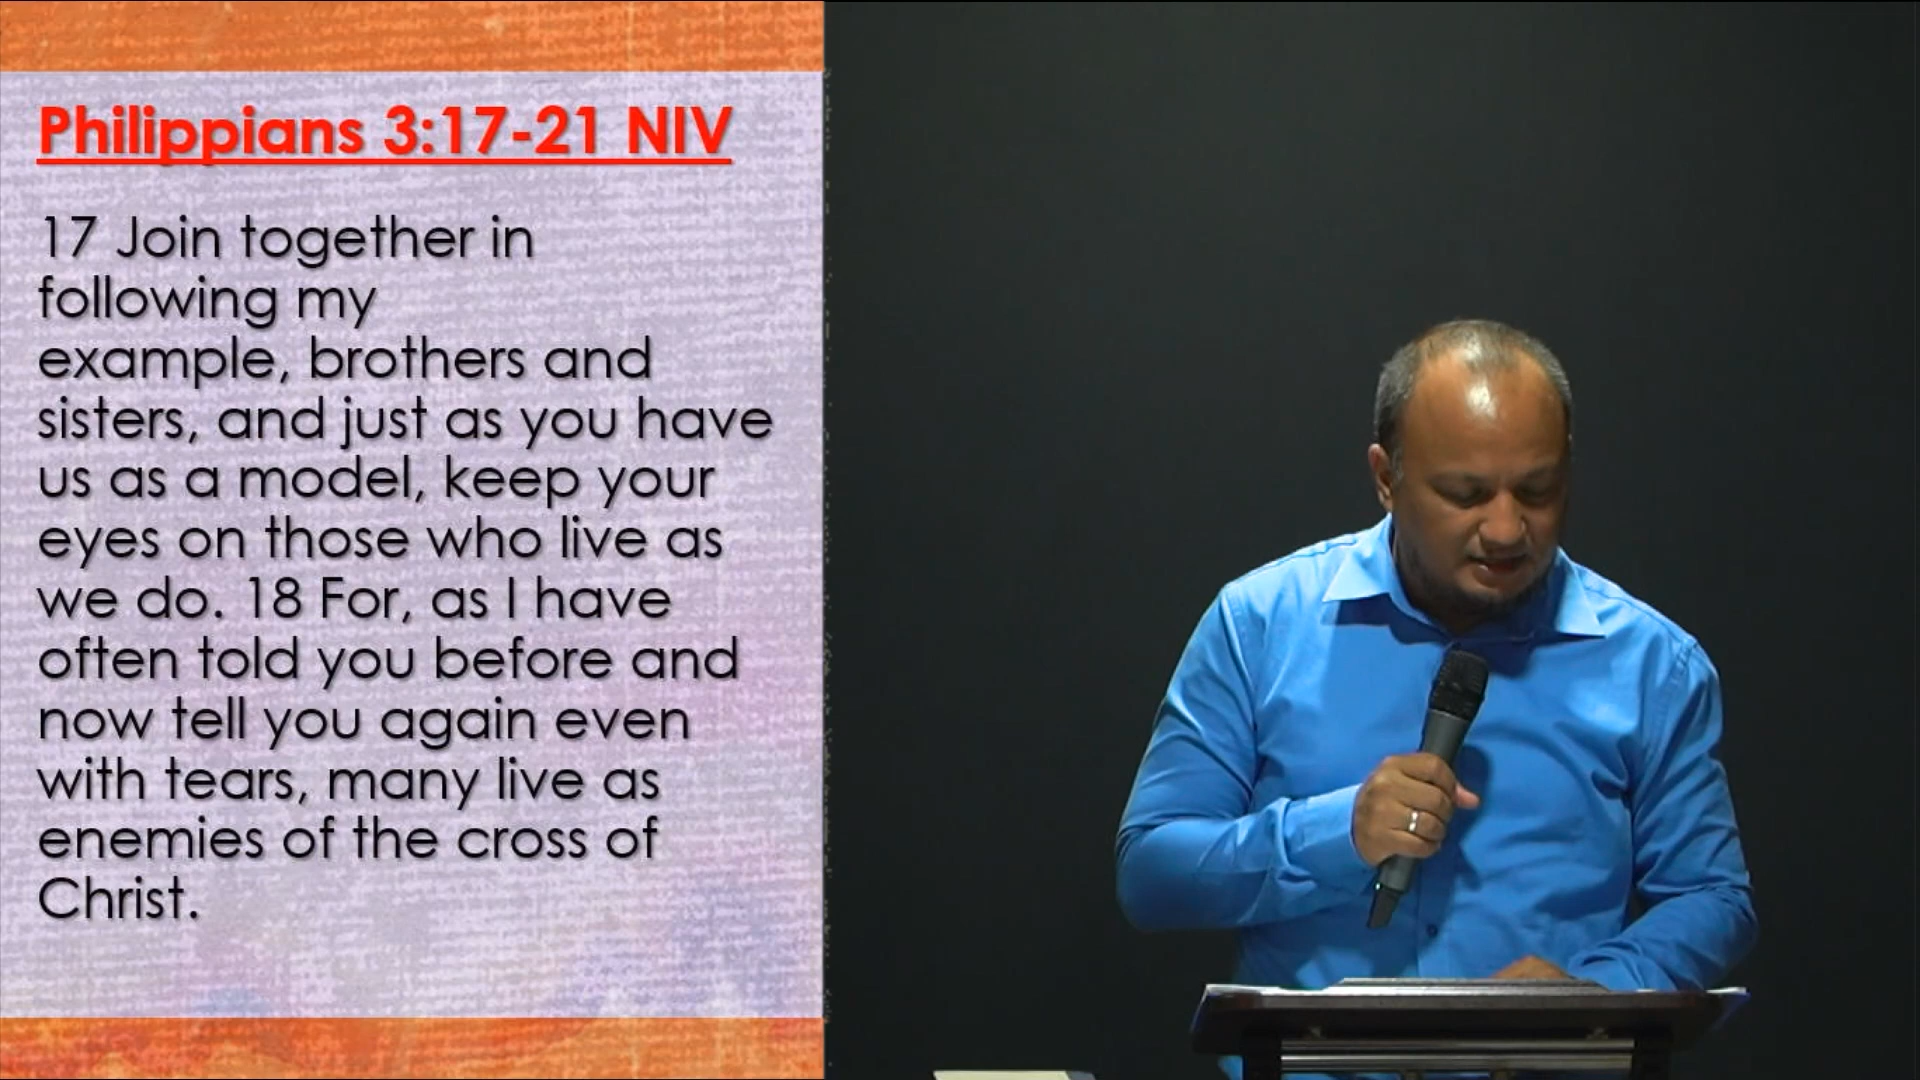 Philippians 3:17-21 NIV
17 Join together in
following my
example, brothers and
sisters, and just as you have
us as a model, keep your
eyes on those who live as
we do. 18 For, as I have
often told you before and
now tell you again even
with tears, many live as
enemies of the cross of
Christ.